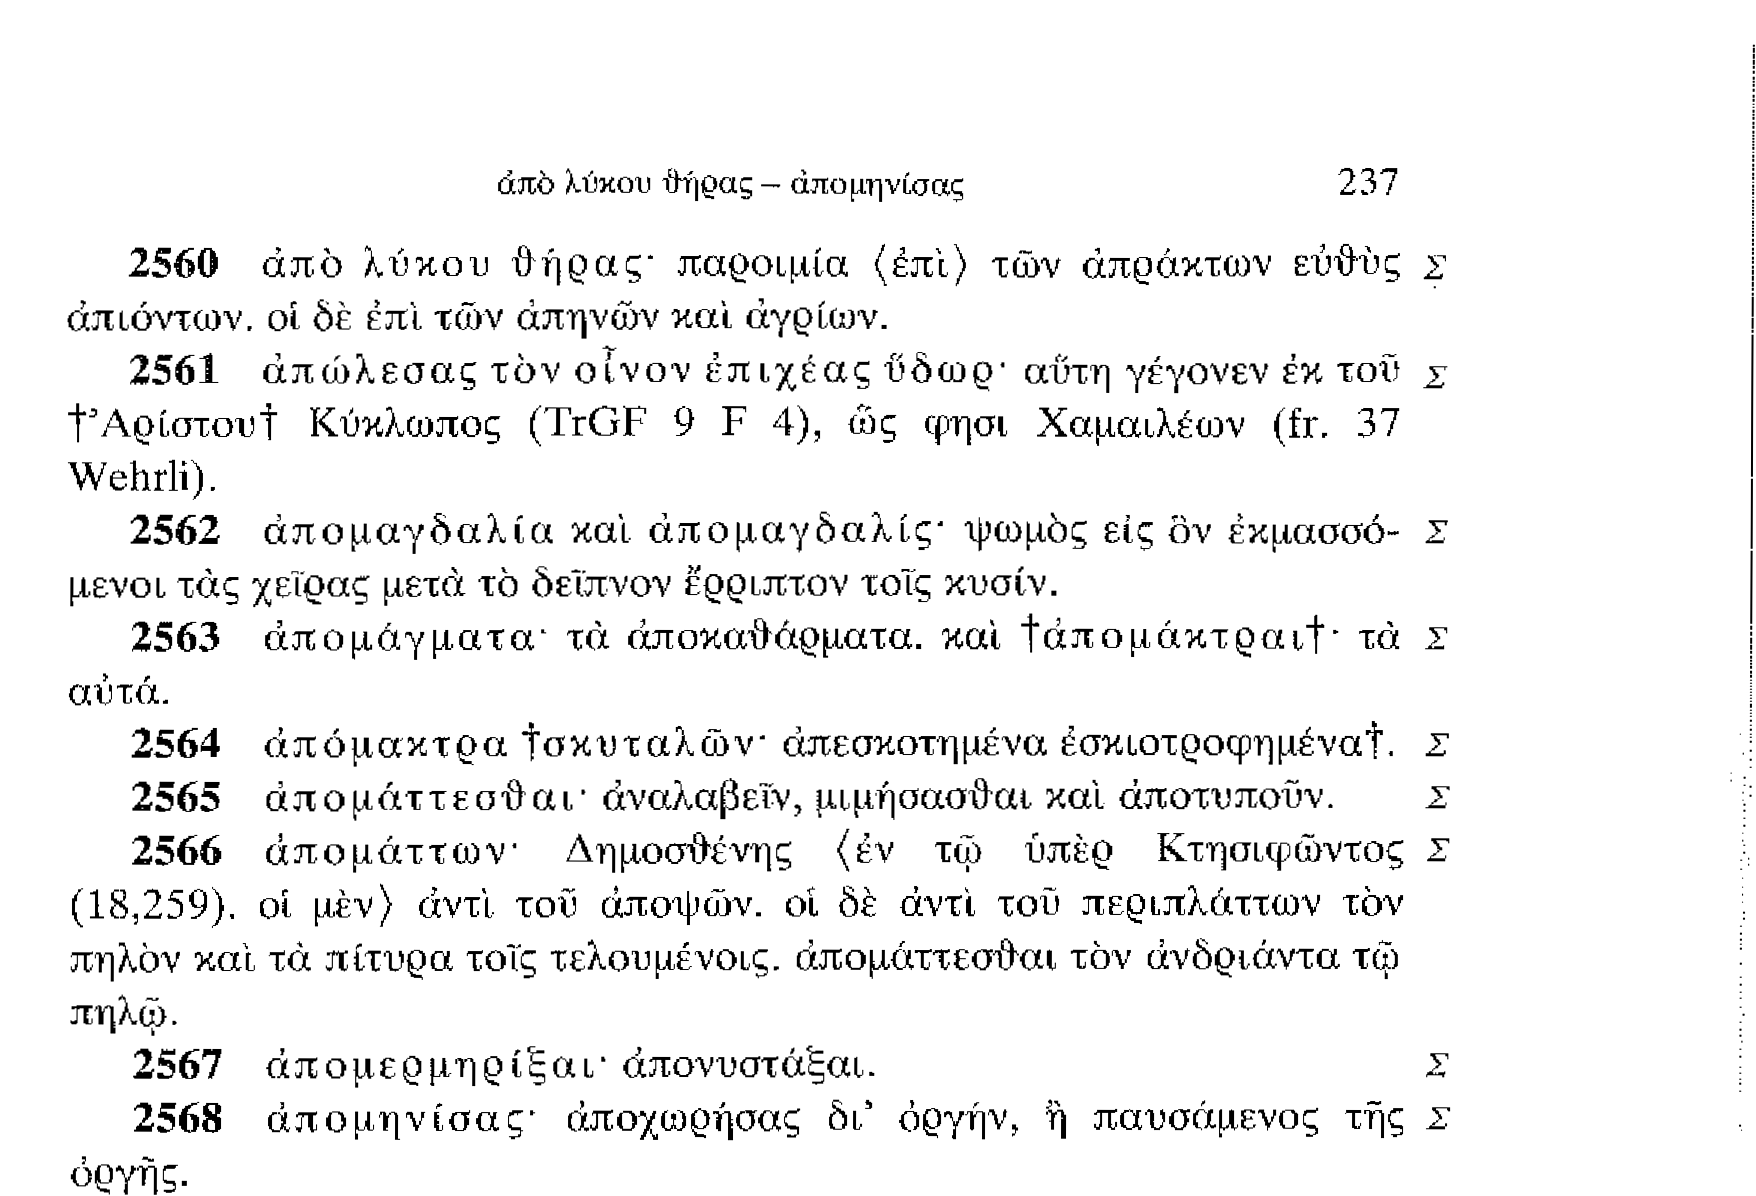 ἀπὸ λύκου θήρας – ἀπομηνίσας 237
2560 ἀπὸ λύκου θήρας· παροιμία ⟨ἐπὶ⟩ τῶν ἀπράκτων εὐθὺς Σ
ἀπιόντων. οἱ δὲ ἐπὶ τῶν ἀπηνῶν καὶ ἀγρίων.
2561 ἀπώλεσας τὸν οἶνον ἐπιχέας ὕδωρ· αὕτη γέγονεν ἐκ τοῦ Σ
†Ἀρίστου† Κύκλωπος (TrGF 9 F 4), ὥς φησι Χαμαιλέων (fr. 37
Wehrli).
2562 ἀπομαγδαλία καὶ ἀπομαγδαλίς· ψωμὸς εἰς ὃν ἐκμασσό- Σ
μενοι τὰς χεῖρας μετὰ τὸ δεῖπνον ἔρριπτον τοῖς κυσίν.
2563 ἀπομάγματα· τὰ ἀποκαθάρματα. καὶ †ἀπομάκτραι†· τὰ Σ
αὐτά.
2564 ἀπόμακτρα †σκυταλῶν· ἀπεσκοτημένα ἐσκιοτροφημένα†. Σ
2565 ἀπομάττεσθαι· ἀναλαβεῖν, μιμήσασθαι καὶ ἀποτυποῦν. Σ
2566 ἀπομάττων· Δημοσθένης ⟨ἐν τῷ ὑπὲρ Κτησιφῶντος Σ
(18,259). οἱ μὲν⟩ ἀντὶ τοῦ ἀποψῶν. οἱ δὲ ἀντὶ τοῦ περιπλάττων τὸν
πηλὸν καὶ τὰ πίτυρα τοῖς τελουμένοις. ἀπομάττεσθαι τὸν ἀνδριάντα τῷ
πηλῷ.
2567 ἀπομερμηρίξαι· ἀπονυστάξαι. Σ
2568 ἀπομηνίσας· ἀποχωρήσας δι’ ὀργήν, ἢ παυσάμενος τῆς Σ
ὀργῆς.